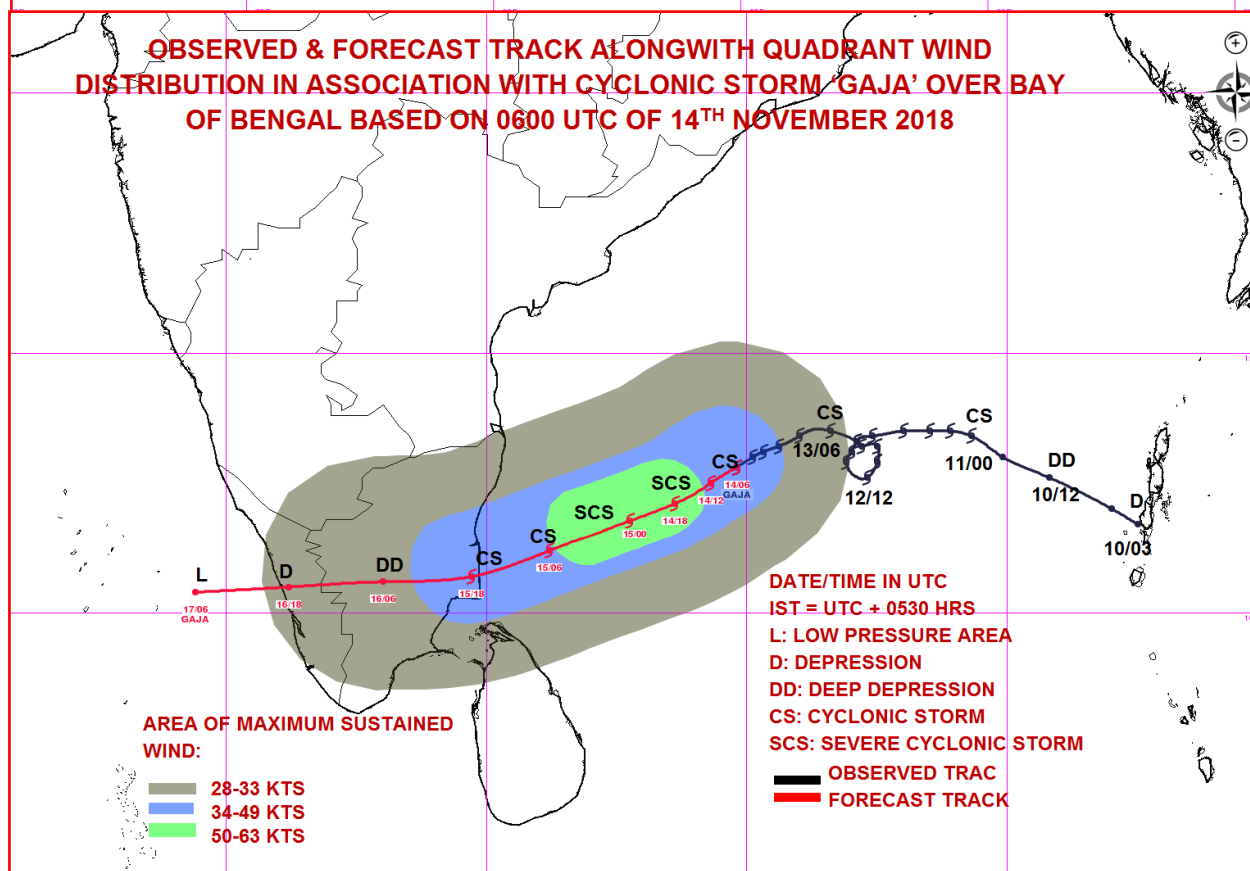 OBSERVED & FORECAST TRACK ALONGWITH QUADRANT WIND
DISTRIBUTION IN ASSOCIATION WITH CYCLONIC STORM ‘GAJA’ OVER BAY
OF BENGAL BASED ON 0600 UTC OF 14TH NOVEMBER 2018
CS
13/06
CS
11/00
DD
10/12
D
10/03
12/12
CS
14/06
GAJA
14/12
SCS
14/18
SCS
15/00
CS
15/06
CS
15/18
DD
16/06
D
16/18
L
17/06
GAJA
DATE/TIME IN UTC
IST = UTC + 0530 HRS
L: LOW PRESSURE AREA
D: DEPRESSION
DD: DEEP DEPRESSION
CS: CYCLONIC STORM
SCS: SEVERE CYCLONIC STORM
OBSERVED TRAC
FORECAST TRACK
AREA OF MAXIMUM SUSTAINED
WIND:
28-33 KTS
34-49 KTS
50-63 KTS